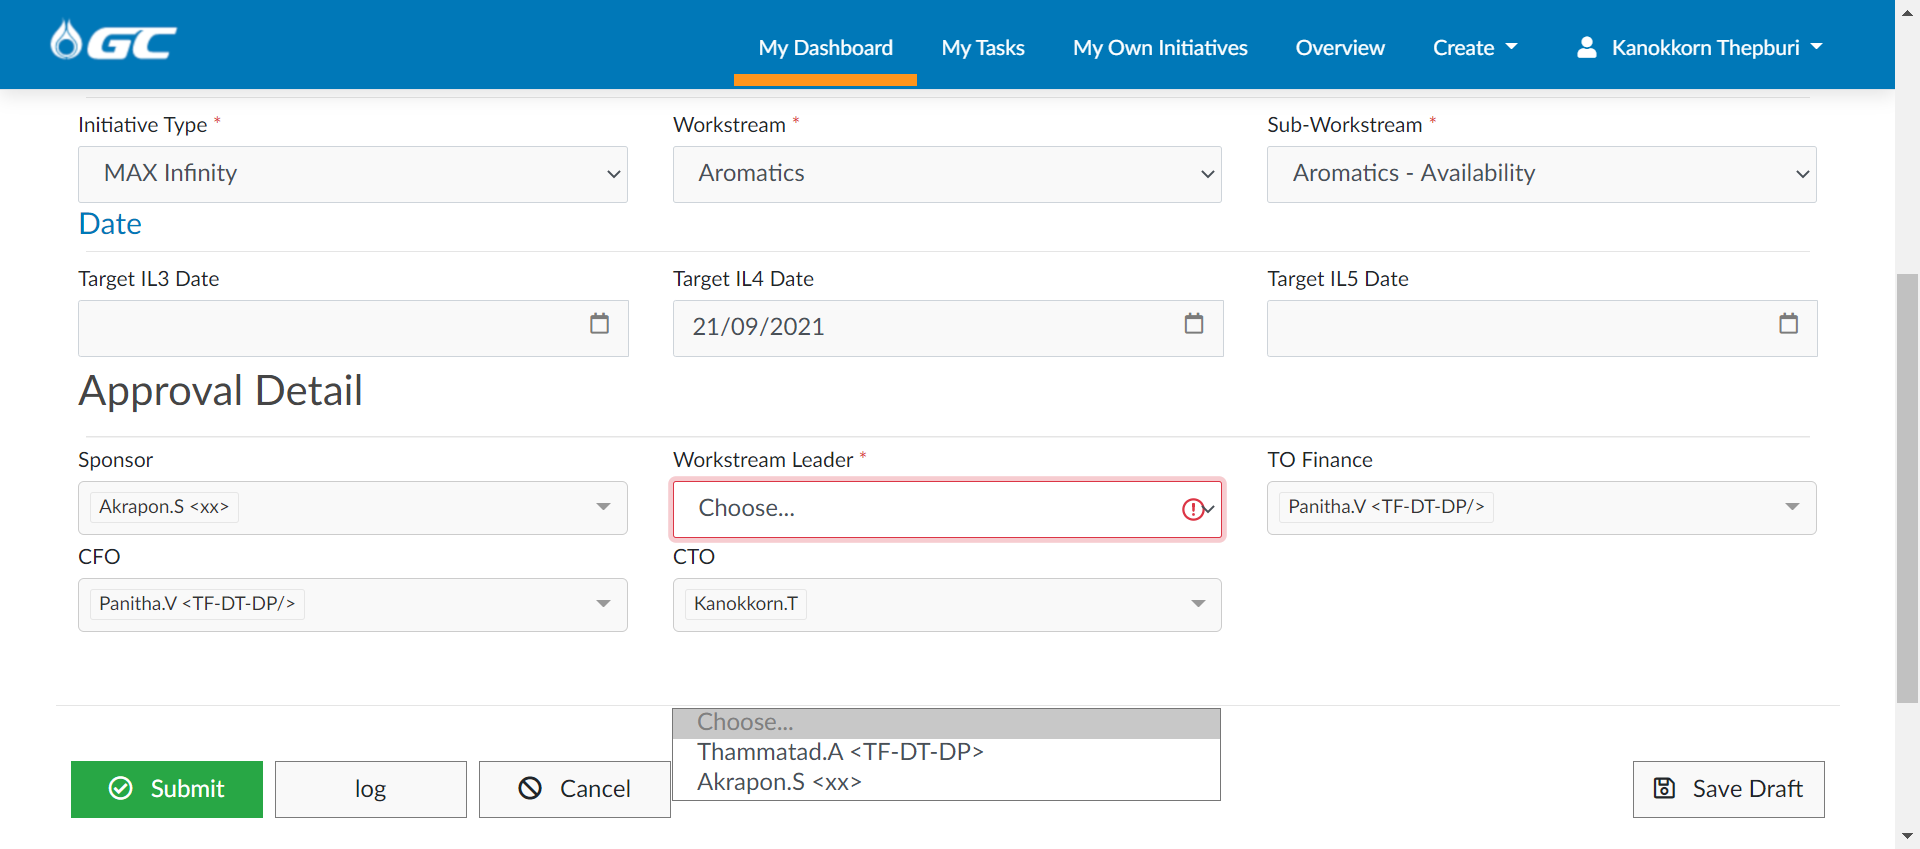 GC
My Dashboard
My Tasks
My Own Initiatives
Overview
Create
Kanokkorn Thepburi
Initiative Type *
Workstream *
Sub-Workstream *
MAX Infinity
Aromatics
Aromatics - Availability
Date
Target IL3 Date
Target IL4 Date
Target IL5 Date
21/09/2021
Approval Detail
Sponsor
Workstream Leader *
TO Finance
Akrapon.S <xx>
Choose...
Panitha.V <TF-DT-DP/>
CFO
CTO
Panitha.V <TF-DT-DP/>
Kanokkorn.T
Choose...
Thammatad.A <TF-DT-DP>
Akrapon.S <xx>
Submit
log
Cancel
Save Draft